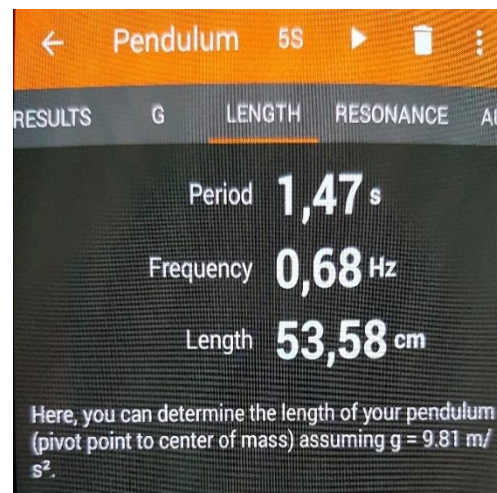 Pendulum 5S
RESULTS G LENGTH RESONANCE
Period 1,47 s
Frequency 0,68 Hz
Length 53,58 cm
Here, you can determine the length of your pendulum
(pivot point to center of mass) assuming g = 9.81 m/
s².